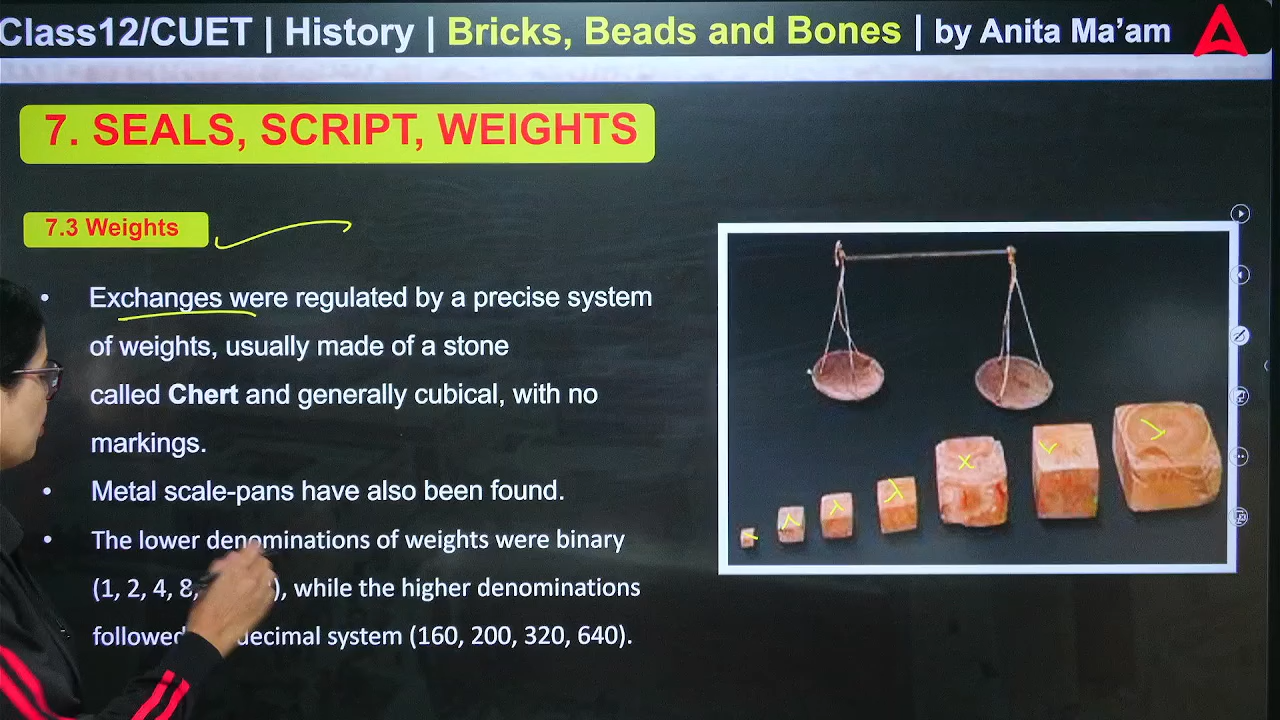 Class12/CUET | History | Bricks, Beads and Bones | by Anita Ma'am
7. SEALS, SCRIPT, WEIGHTS
7.3 Weights
• Exchanges were regulated by a precise system
of weights, usually made of a stone
called Chert and generally cubical, with no
markings.
• Metal scale-pans have also been found.
• The lower denominations of weights were binary
(1, 2, 4, 8, ), while the higher denominations
followed decimal system (160, 200, 320, 640).